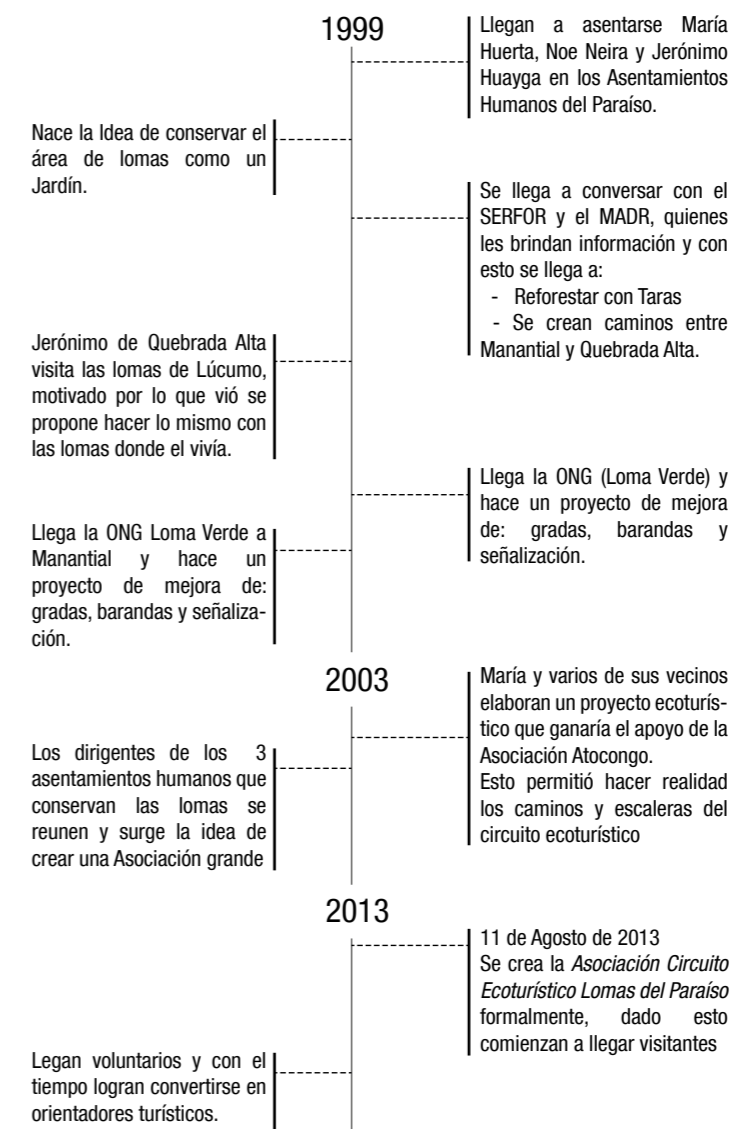 1999
Llegan a asentarse María
Huerta, Noe Neira y Jerónimo
Huayga en los Asentamientos
Humanos del Paraíso.
Nace la Idea de conservar el
área de lomas como un
Jardín.
Se llega a conversar con el
SERFOR y el MADR, quienes
les brindan información y con
esto se llega a:
- Reforestar con Taras
- Se crean caminos entre
Manantial y Quebrada Alta.
Jerónimo de Quebrada Alta
visita las lomas de Lúcumo,
motivado por lo que vió se
propone hacer lo mismo con
las lomas donde el vivía.
Llega la ONG (Loma Verde) y
hace un proyecto de mejora
de: gradas, barandas y
señalización.
Llega la ONG Loma Verde a
Manantial y hace un
proyecto de mejora de:
gradas, barandas y señaliza-
ción.
2003
María y varios de sus vecinos
elaboran un proyecto ecoturís-
tico que ganaría el apoyo de la
Asociación Atocongo.
Esto permitió hacer realidad
los caminos y escaleras del
circuito ecoturístico
Los dirigentes de los 3
asentamientos humanos que
conservan las lomas se
reunen y surge la idea de
crear una Asociación grande
2013
11 de Agosto de 2013
Se crea la Asociación Circuito
Ecoturístico Lomas del Paraíso
formalmente, dado esto
comienzan a llegar visitantes
Legan voluntarios y con el
tiempo logran convertirse en
orientadores turísticos.